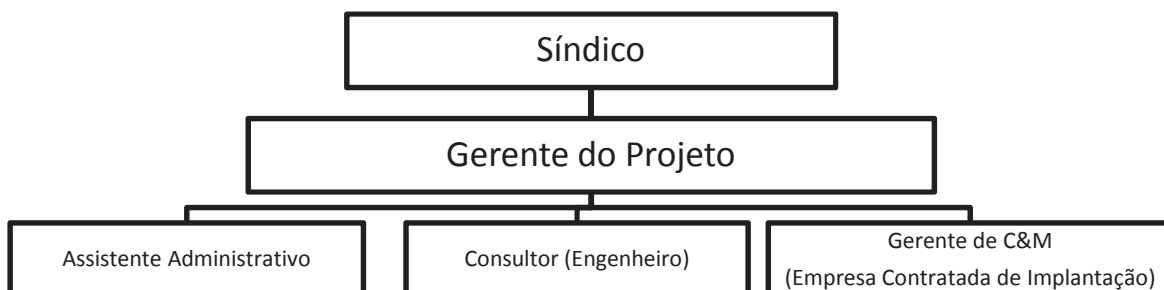 Síndico
Gerente do Projeto
Assistente Administrativo
Consultor (Engenheiro)
Gerente de C&M
(Empresa Contratada de Implantação)